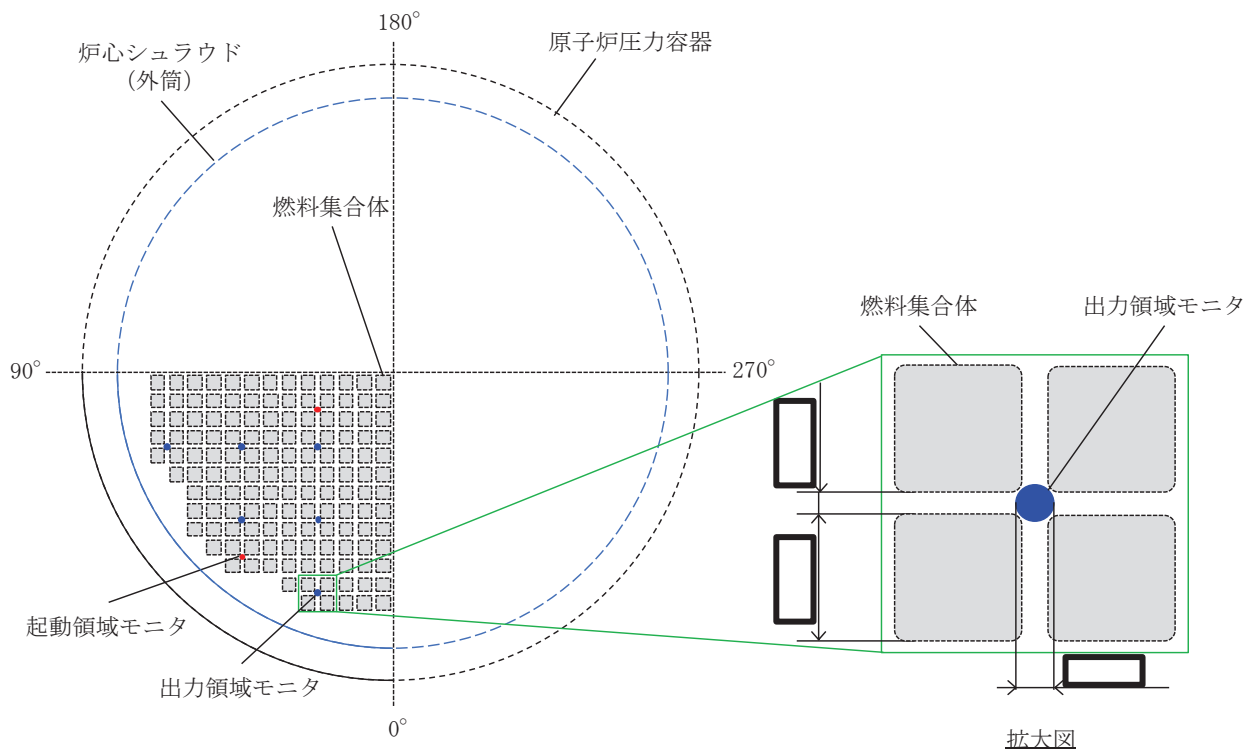 180°
炉心シュラウド
（外筒）
原子炉圧力容器
燃料集合体
90°
270°
燃料集合体
出力領域モニタ
起動領域モニタ
出力領域モニタ
0°
拡大図